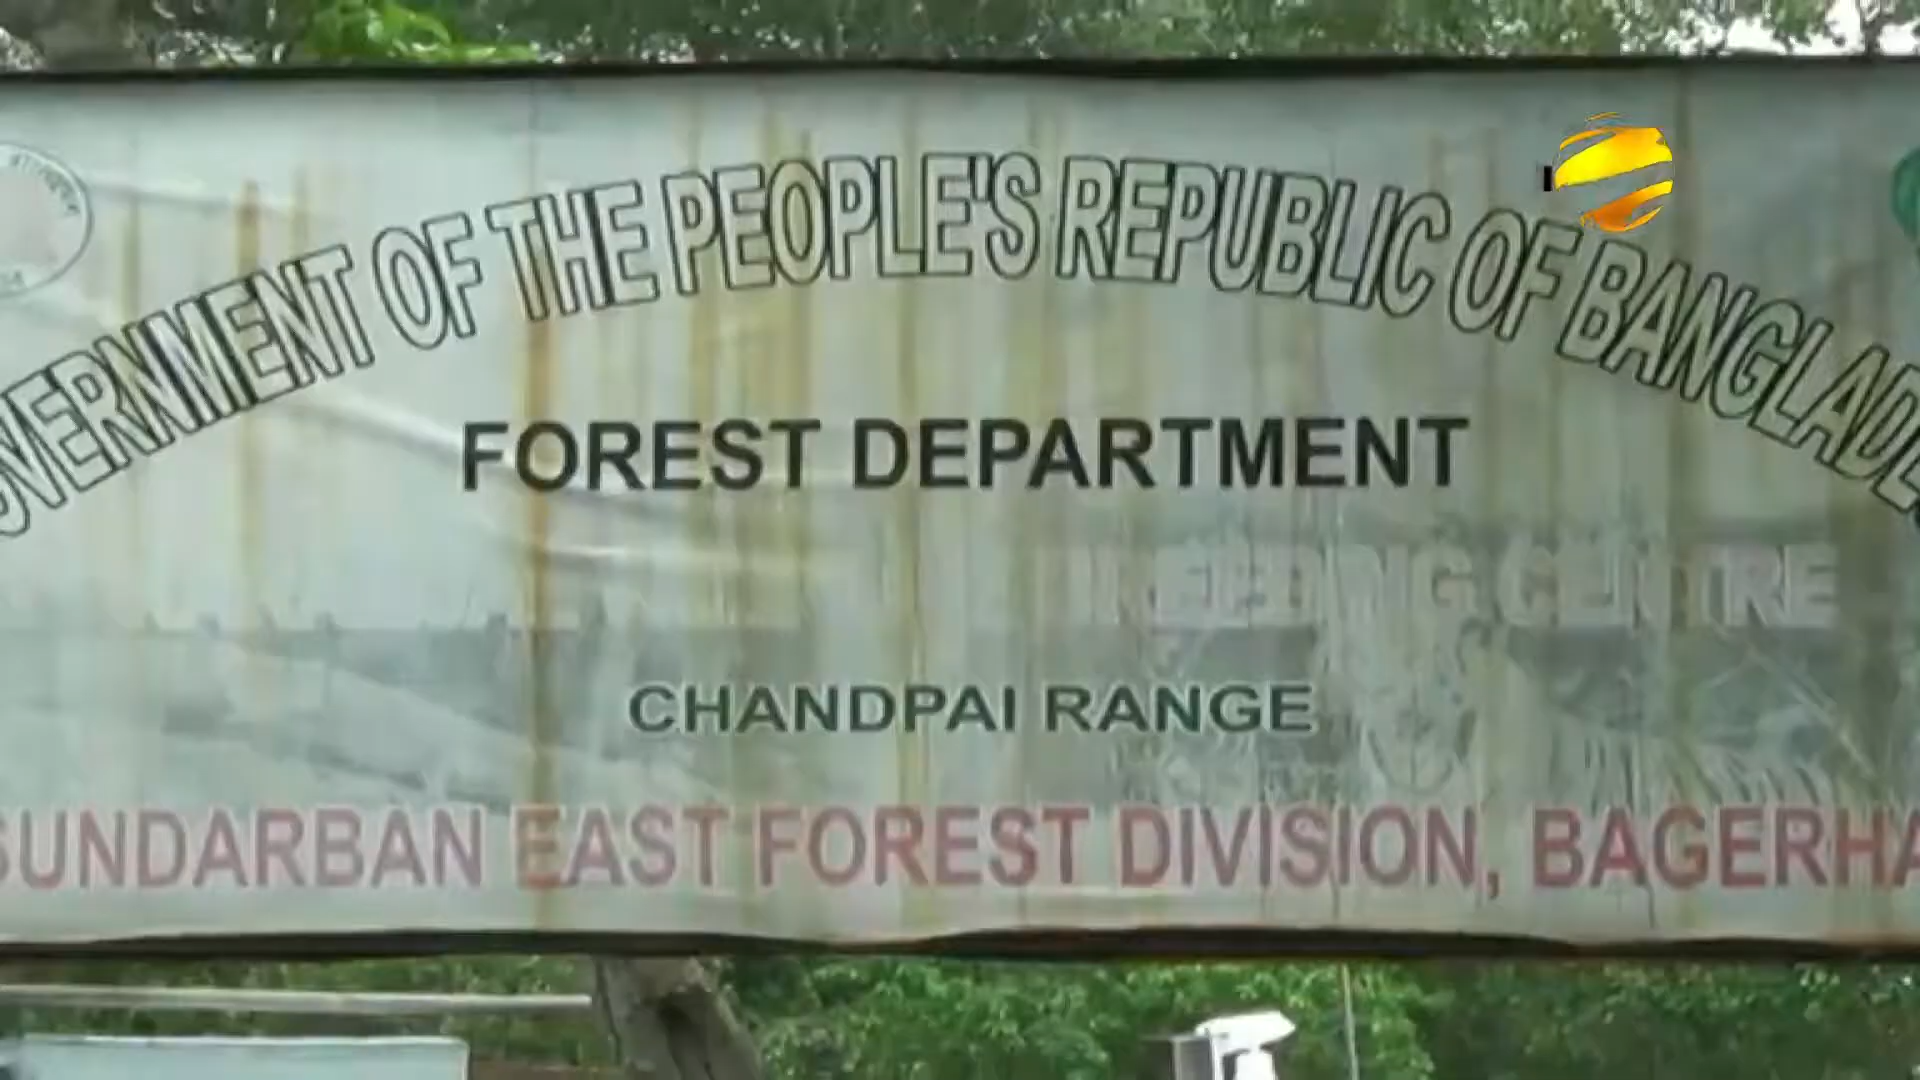 OVERNMENT OF THE PEOPLE'S REPUBLIC OF BANGLADE
FOREST DEPARTMENT
CENTRE
CHANDPAI RANGE
SUNDARBAN EAST FOREST DIVISION, BAGERHA